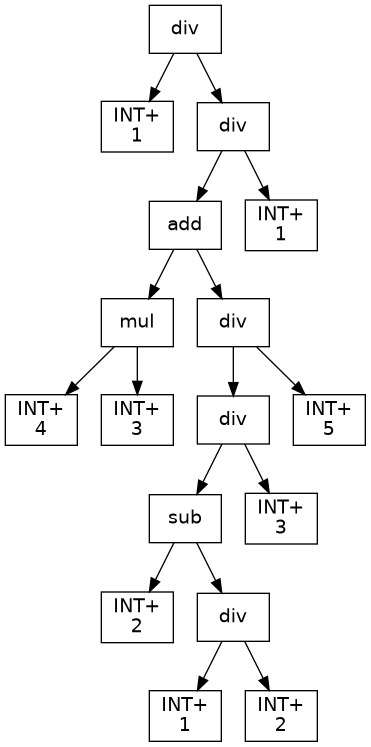 div
INT+
1
div
add
INT+
1
mul
div
INT+
4
INT+
3
div
INT+
5
sub
INT+
3
INT+
2
div
INT+
1
INT+
2